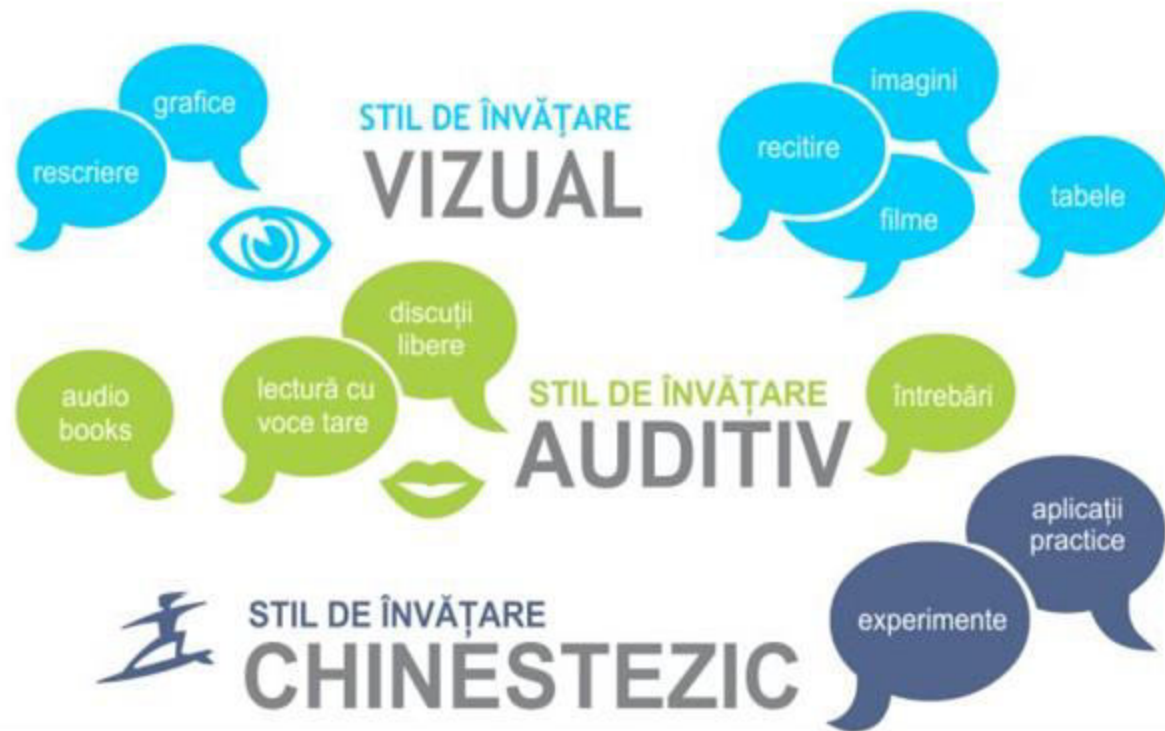 grafice
rescriere
STIL DE ÎNVĂȚARE
VIZUAL
imagini
recitire
filme
tabele
discuții
libere
lectură cu
voce tare
audio
books
STIL DE ÎNVĂȚARE
AUDITIV
întrebări
aplicații
practice
experimente
STIL DE ÎNVĂȚARE
CHINESTEZIC